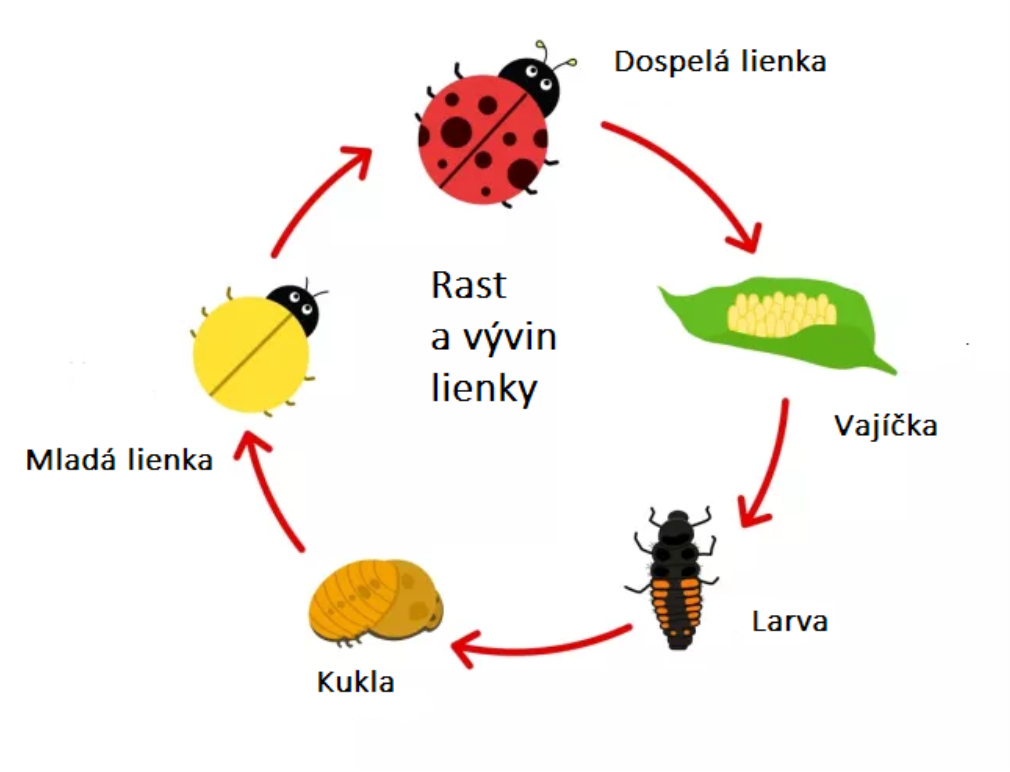 Dospelá lienka
Rast
a vývin
lienky
Vajíčka
Mladá lienka
Larva
Kukla